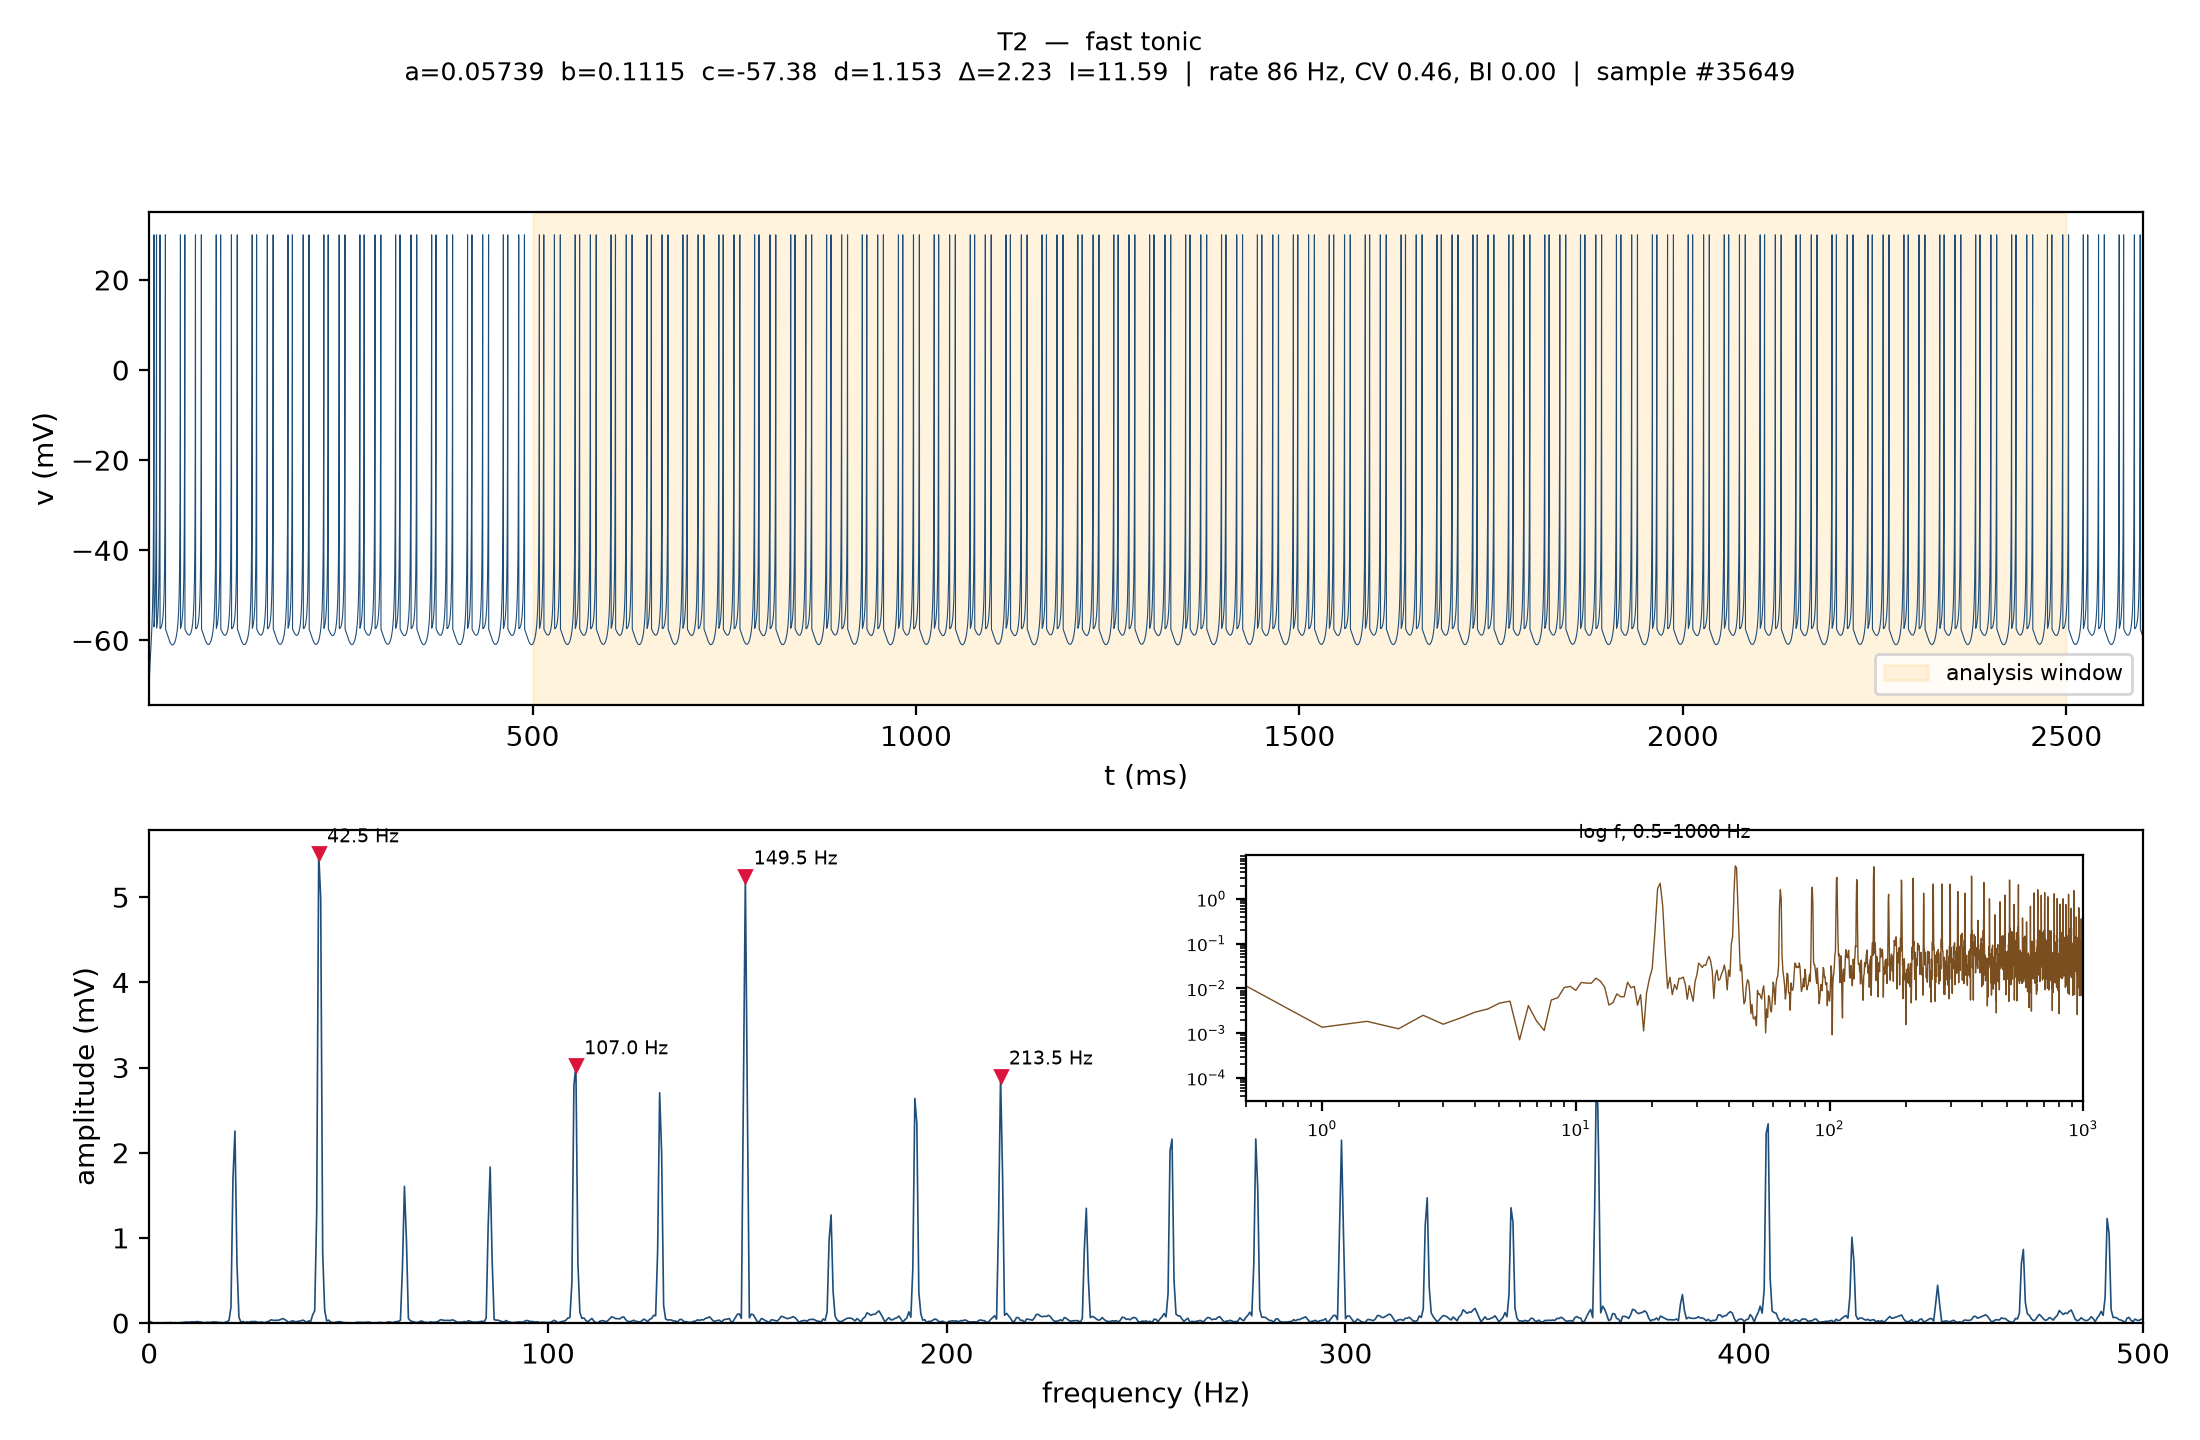 T2 — fast tonic
a=0.05739 b=0.1115 c=-57.38 d=1.153 Δ=2.23 I=11.59 | rate 86 Hz, CV 0.46, BI 0.00 | sample #35649
20
0
−20
−40
−60
v (mV)
analysis window
500
1000
1500
2000
2500
t (ms)
42.5 Hz
149.5 Hz
107.0 Hz
213.5 Hz
log f, 0.5–1000 Hz
10⁰
10⁻¹
10⁻²
10⁻³
10⁻⁴
10⁰
10¹
10²
10³
5
4
3
2
1
0
amplitude (mV)
0
100
200
300
400
500
frequency (Hz)